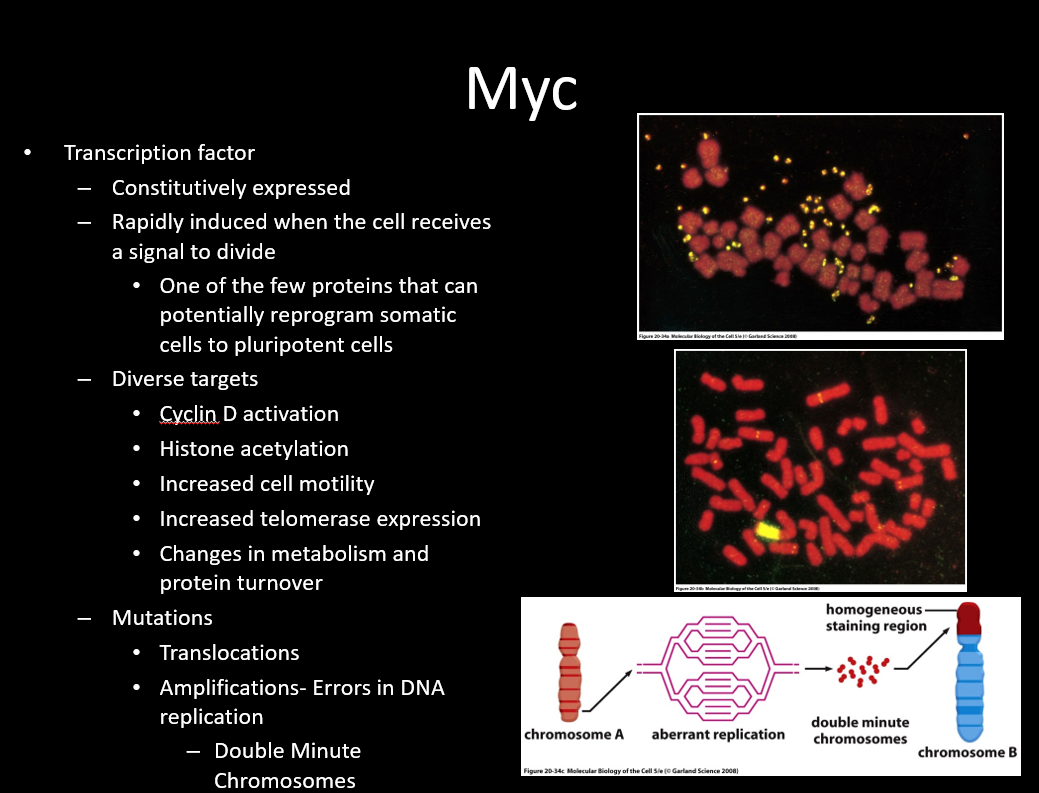 Myc
• Transcription factor
– Constitutively expressed
– Rapidly induced when the cell receives
a signal to divide
• One of the few proteins that can
potentially reprogram somatic
cells to pluripotent cells
– Diverse targets
• Cyclin D activation
• Histone acetylation
• Increased cell motility
• Increased telomerase expression
• Changes in metabolism and
protein turnover
– Mutations
• Translocations
• Amplifications- Errors in DNA
replication
– Double Minute
Chromosomes
Figure 20-34a Molecular Biology of the Cell 5/e (© Garland Science 2008)
Figure 20-34b Molecular Biology of the Cell 5/e (© Garland Science 2008)
homogeneous
staining region
chromosome A
aberrant replication
double minute
chromosomes
chromosome B
Figure 20-34c Molecular Biology of the Cell 5/e (© Garland Science 2008)